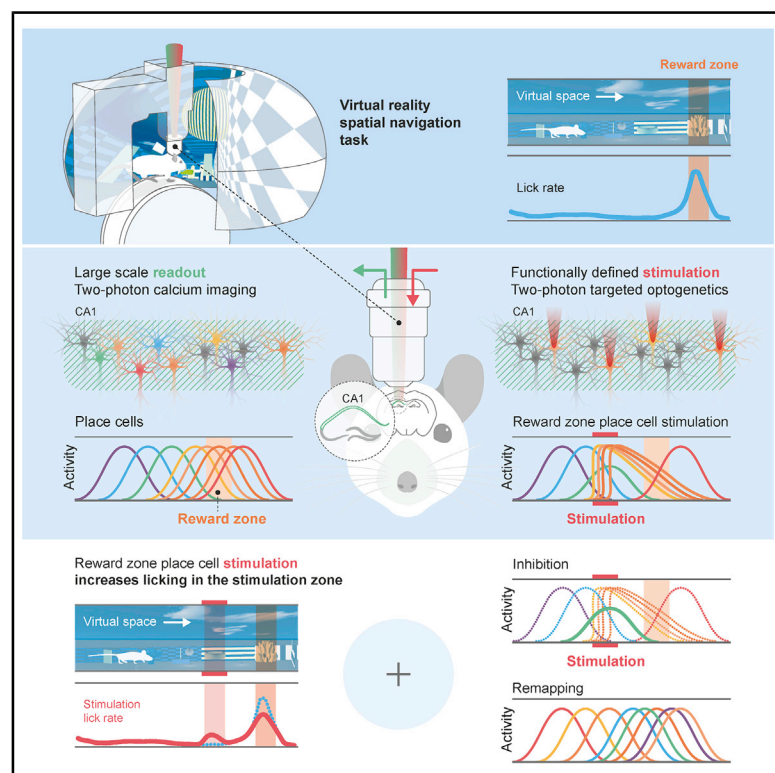 Virtual reality
spatial navigation
task
Reward zone
Virtual space
Lick rate
Large scale readout
Two-photon calcium imaging
CA1
Place cells
Activity
Reward zone
CA1
Functionally defined stimulation
Two-photon targeted optogenetics
CA1
Reward zone place cell stimulation
Activity
Stimulation
Reward zone place cell stimulation
increases licking in the stimulation zone
Virtual space
Stimulation
lick rate
+
Inhibition
Activity
Stimulation
Remapping
Activity